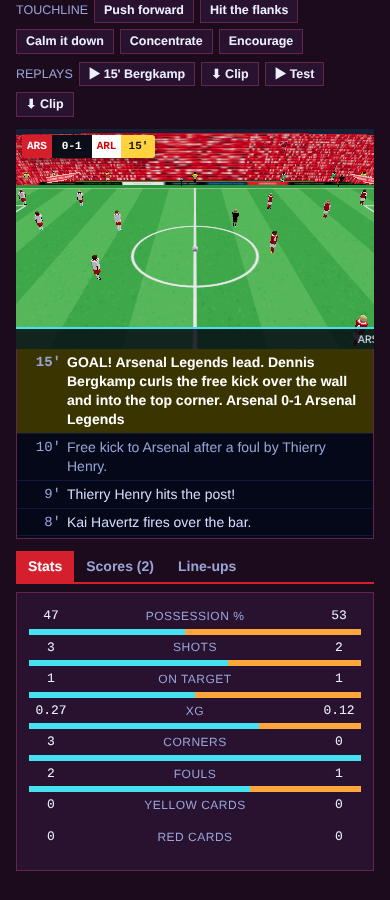 TOUCHLINE Push forward Hit the flanks
Calm it down Concentrate Encourage
REPLAYS ▶ 15' Bergkamp ⬇ Clip ▶ Test
⬇ Clip
ARS 0-1 ARL 15'
ARS
15' GOAL! Arsenal Legends lead. Dennis
Bergkamp curls the free kick over the wall
and into the top corner. Arsenal 0-1 Arsenal
Legends
10' Free kick to Arsenal after a foul by Thierry
Henry.
9' Thierry Henry hits the post!
8' Kai Havertz fires over the bar.
Stats Scores (2) Line-ups
47 POSSESSION % 53
3 SHOTS 2
1 ON TARGET 1
0.27 XG 0.12
3 CORNERS 0
2 FOULS 1
0 YELLOW CARDS 0
0 RED CARDS 0